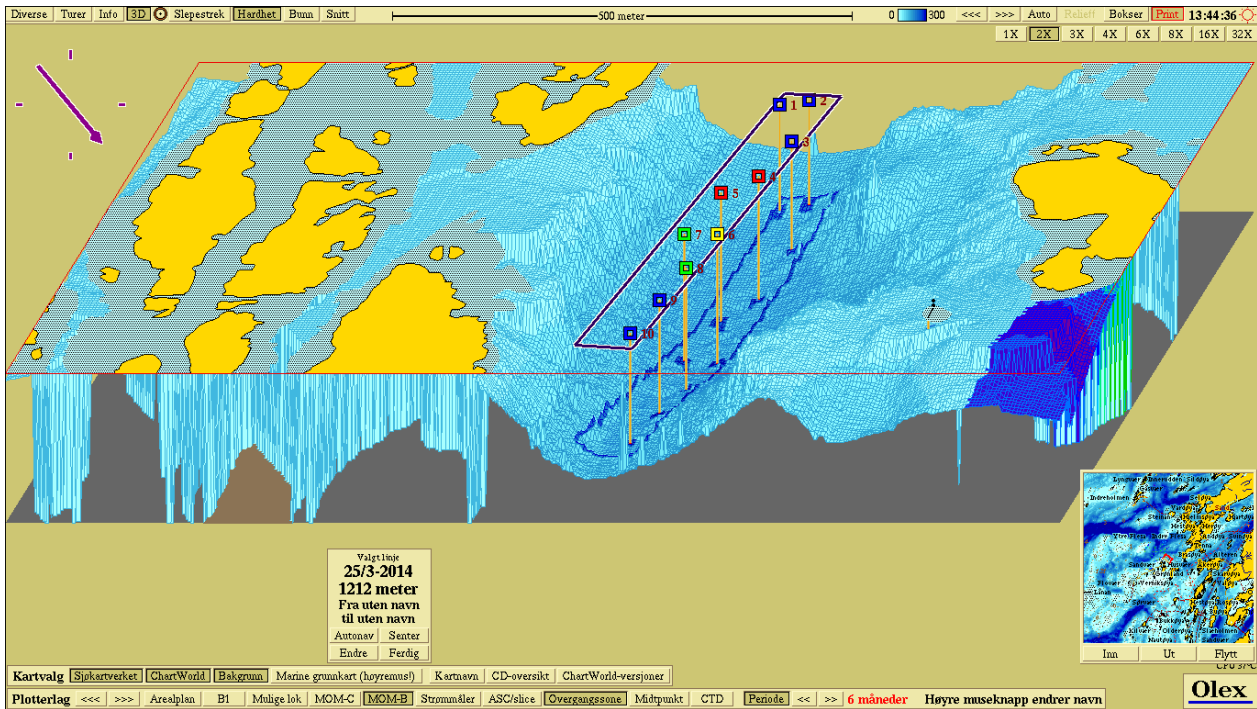 Diverse Turer Info 3D Slepestrek Hardhet Bunn Snitt 500 meter 0 300 <<< >>> Auto Relieff Bokser Print 13:44:36
1X 2X 3X 4X 6X 8X 16X 32X
1 2
3
4
5
7 6
8
9
10
Valgt linje
25/3-2014
1212 meter
Fra uten navn
til uten navn
Autonav Senter
Endre Ferdig
Indreholmen
Sandvær
Inn Ut Flytt
Kartvalg Sjøkartverket ChartWorld Bakgrunn Marine grunnkart (høyremus!) Kartnavn CD-oversikt ChartWorld-versjoner
Plotterlag <<< >>> Arealplan B1 Mulige lok MOM-C MOM-B Strømmåler ASC/slice Overgangssone Midtpunkt CTD Periode << >> 6 måneder Høyre museknapp endrer navn
Olex